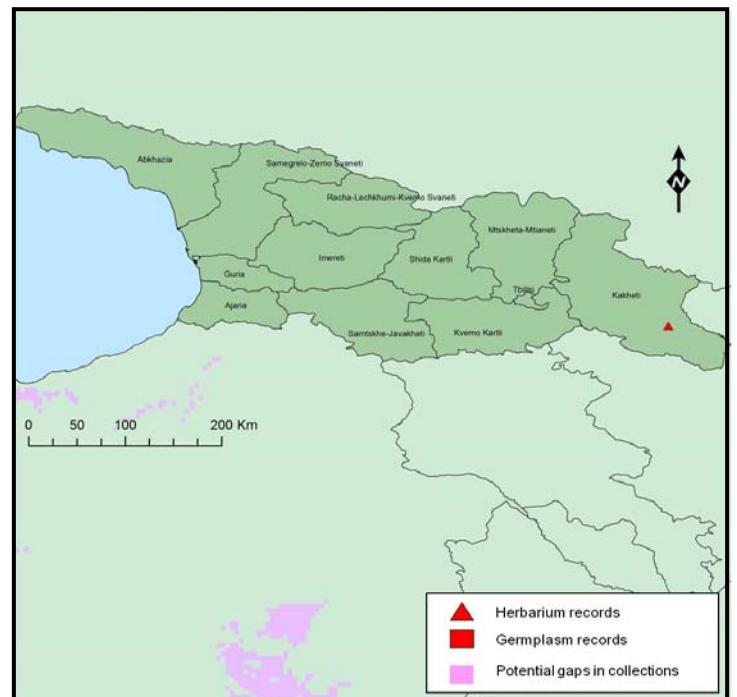 Abkhazia
Samegrelo-Zemo Svaneti
Racha-Lechkhumi-Kvemo Svaneti
Mtskheta-Mtianeti
N
Imereti
Shida Kartli
Guria
Tbilisi
Kakheti
Ajaria
Samtskhe-Javakheti
Kvemo Kartli
0 50 100 200 Km
Herbarium records
Germplasm records
Potential gaps in collections